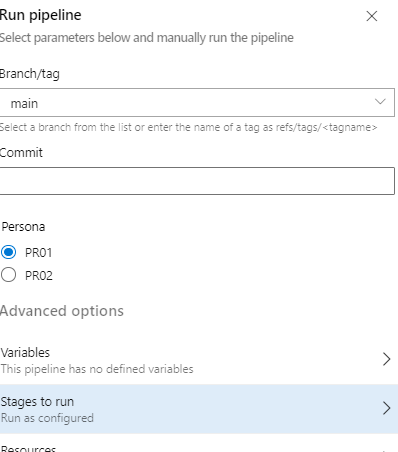 Run pipeline
Select parameters below and manually run the pipeline
Branch/tag
main
Select a branch from the list or enter the name of a tag as refs/tags/<tagname>
Commit
Persona
PR01
PR02
Advanced options
Variables
This pipeline has no defined variables
Stages to run
Run as configured
Resources